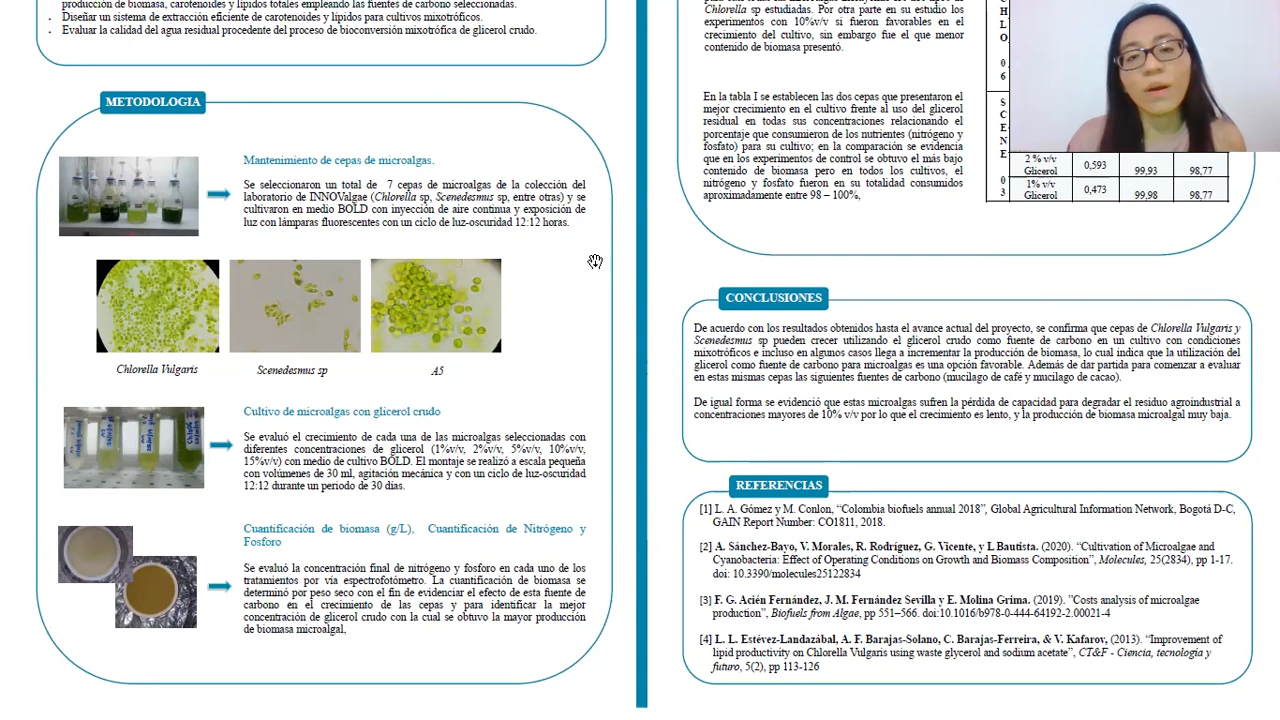 producción de biomasa, carotenoides y lípidos totales empleando las fuentes de carbono seleccionadas.
• Diseñar un sistema de extracción eficiente de carotenoides y lípidos para cultivos mixotróficos.
• Evaluar la calidad del agua residual procedente del proceso de bioconversión mixotrófica de glicerol crudo.
METODOLOGIA
Mantenimiento de cepas de microalgas.
Se seleccionaron un total de 7 cepas de microalgas de la colección del
laboratorio de INNOValgae (Chlorella sp, Scenedesmus sp, entre otras) y se
cultivaron en medio BOLD con inyección de aire continua y exposición de
luz con lámparas fluorescentes con un ciclo de luz-oscuridad 12:12 horas.
Chlorella Vulgaris
Scenedesmus sp
A5
Cultivo de microalgas con glicerol crudo
Se evaluó el crecimiento de cada una de las microalgas seleccionadas con
diferentes concentraciones de glicerol (1%v/v, 2%v/v, 5%v/v, 10%v/v,
15%v/v) con medio de cultivo BOLD. El montaje se realizó a escala pequeña
con volúmenes de 30 ml, agitación mecánica y con un ciclo de luz-oscuridad
12:12 durante un periodo de 30 días.
Cuantificación de biomasa (g/L), Cuantificación de Nitrógeno y
Fosforo
Se evaluó la concentración final de nitrógeno y fosforo en cada uno de los
tratamientos por vía espectrofotómetro. La cuantificación de biomasa se
determinó por peso seco con el fin de evidenciar el efecto de esta fuente de
carbono en el crecimiento de las cepas y para identificar la mejor
concentración de glicerol crudo con la cual se obtuvo la mayor producción
de biomasa microalgal,
Chlorella sp estudiadas. Por otra parte en su estudio los
experimentos con 10%v/v si fueron favorables en el
crecimiento del cultivo, sin embargo fue el que menor
contenido de biomasa presentó.
En la tabla I se establecen las dos cepas que presentaron el
mejor crecimiento en el cultivo frente al uso del glicerol
residual en todas sus concentraciones relacionando el
porcentaje que consumieron de los nutrientes (nitrógeno y
fosfato) para su cultivo; en la comparación se evidencia
que en los experimentos de control se obtuvo el más bajo
contenido de biomasa pero en todos los cultivos, el
nitrógeno y fosfato fueron en su totalidad consumidos
aproximadamente entre 98 – 100%,
H
L
O
0
6
S
C
E
N
E
0
3
2 % v/v
Glicerol
0,593
99,93
98,77
1% v/v
Glicerol
0,473
99,98
98,77
CONCLUSIONES
De acuerdo con los resultados obtenidos hasta el avance actual del proyecto, se confirma que cepas de Chlorella Vulgaris y
Scenedesmus sp pueden crecer utilizando el glicerol crudo como fuente de carbono en un cultivo con condiciones
mixotróficos e incluso en algunos casos llega a incrementar la producción de biomasa, lo cual indica que la utilización del
glicerol como fuente de carbono para microalgas es una opción favorable. Además de dar partida para comenzar a evaluar
en estas mismas cepas las siguientes fuentes de carbono (mucilago de café y mucilago de cacao).
De igual forma se evidenció que estas microalgas sufren la pérdida de capacidad para degradar el residuo agroindustrial a
concentraciones mayores de 10% v/v por lo que el crecimiento es lento, y la producción de biomasa microalgal muy baja.
REFERENCIAS
[1] L. A. Gómez y M. Conlon, “Colombia biofuels annual 2018”, Global Agricultural Information Network, Bogotá D-C,
GAIN Report Number: CO1811, 2018.
[2] A. Sánchez-Bayo, V. Morales, R. Rodríguez, G. Vicente, y L Bautista. (2020). “Cultivation of Microalgae and
Cyanobacteria: Effect of Operating Conditions on Growth and Biomass Composition”, Molecules, 25(2834), pp 1-17.
doi: 10.3390/molecules25122834
[3] F. G. Acién Fernández, J. M. Fernández Sevilla y E. Molina Grima. (2019). ”Costs analysis of microalgae
production”, Biofuels from Algae, pp 551–566. doi:10.1016/b978-0-444-64192-2.00021-4
[4] L. L. Estévez-Landazábal, A. F. Barajas-Solano, C. Barajas-Ferreira, & V. Kafarov, (2013). “Improvement of
lipid productivity on Chlorella Vulgaris using waste glycerol and sodium acetate”, CT&F - Ciencia, tecnología y
futuro, 5(2), pp 113-126